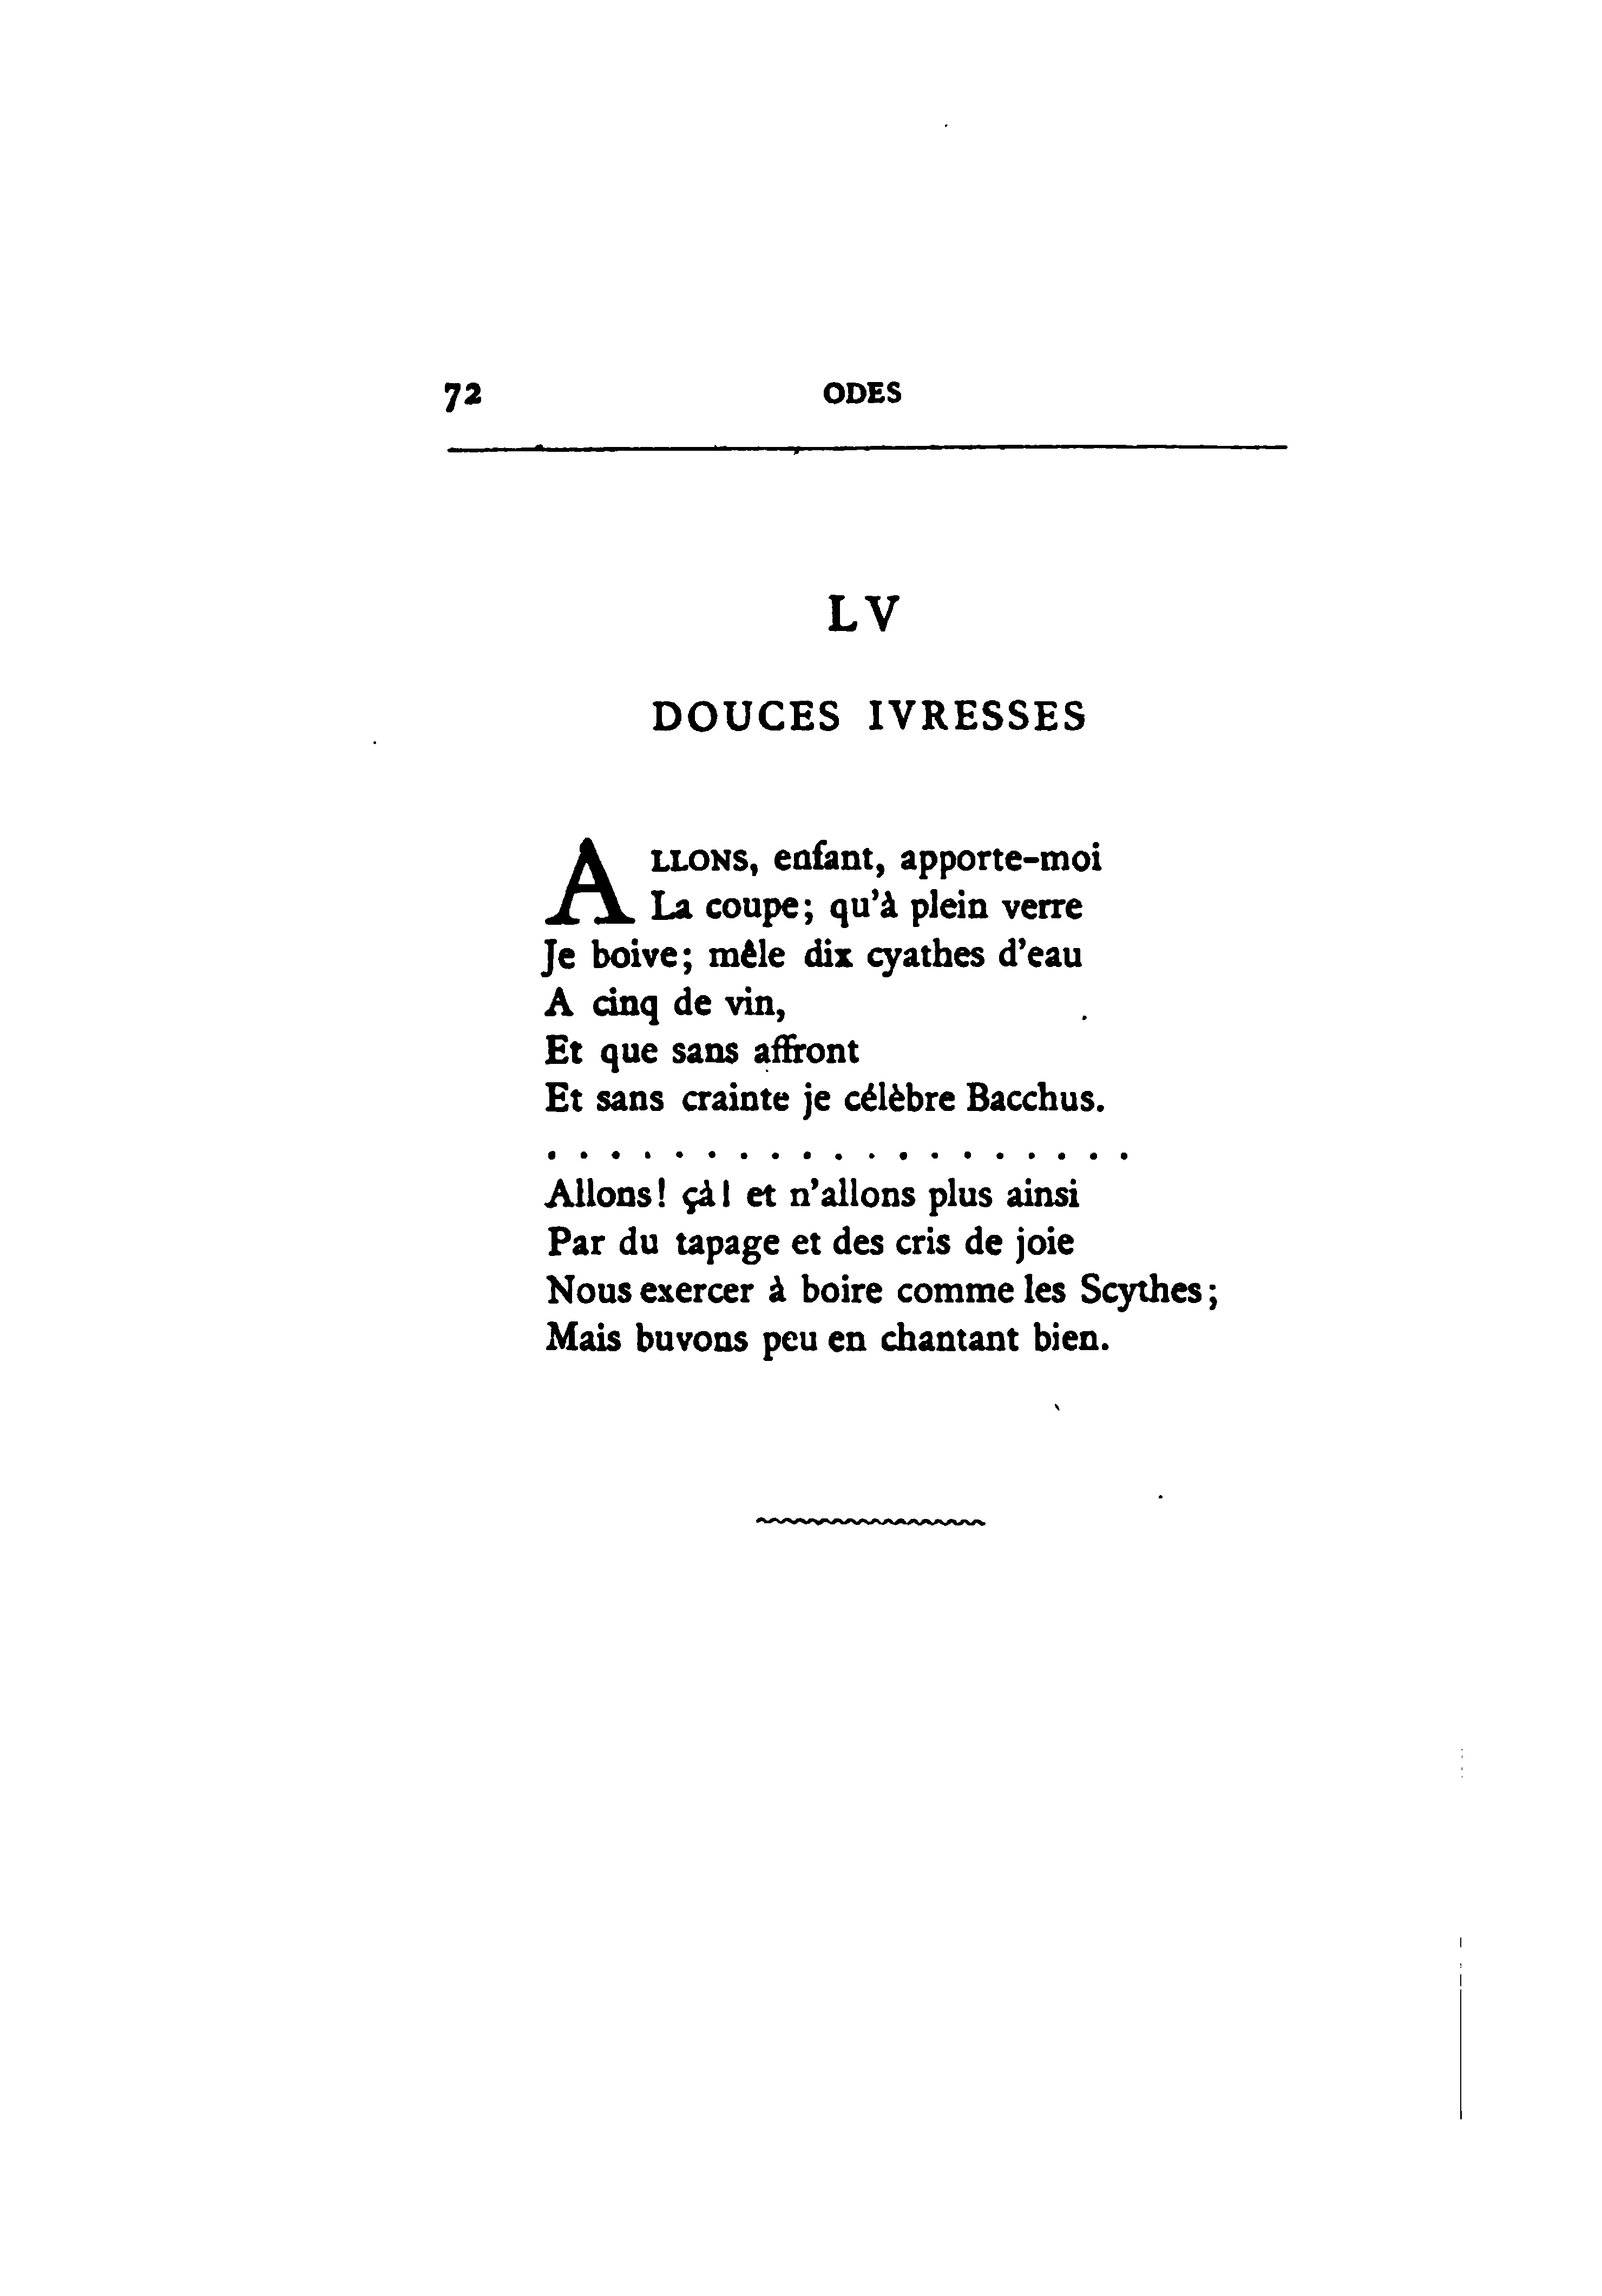 72 ODES
LV
DOUCES IVRESSES
ALLONS, enfant, apporte-moi
La coupe; qu'à plein verre
Je boive; mêle dix cyathes d'eau
A cinq de vin,
Et que sans affront
Et sans crainte je célèbre Bacchus.
. . . . . . . . . . . . . . . . . . .
Allons! çà! et n'allons plus ainsi
Par du tapage et des cris de joie
Nous exercer à boire comme les Scythes;
Mais buvons peu en chantant bien.